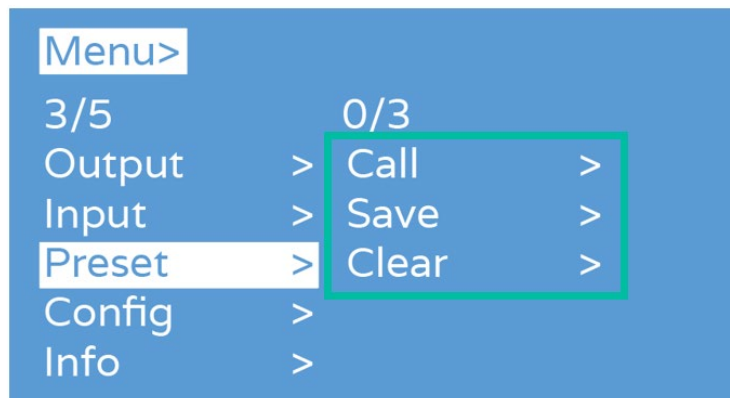 Menu>
3/5 0/3
Output > Call >
Input > Save >
Preset > Clear >
Config >
Info >